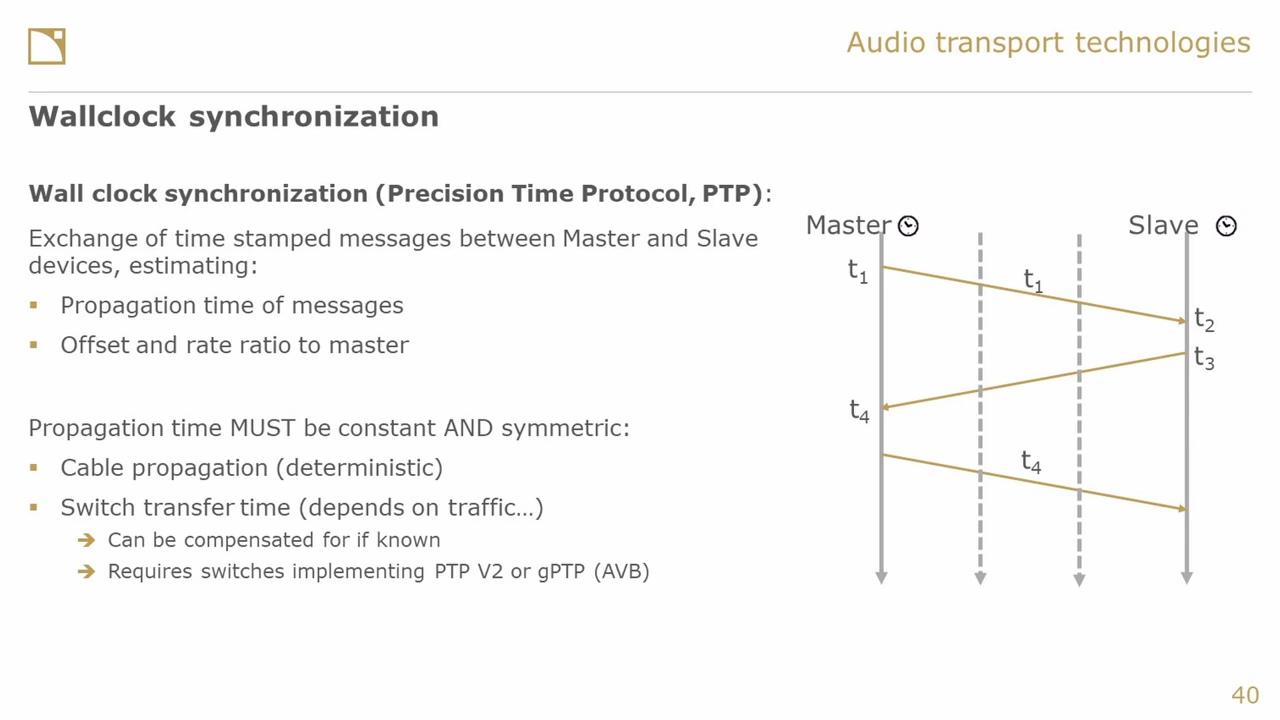 Audio transport technologies
Wallclock synchronization
Wall clock synchronization (Precision Time Protocol, PTP):
Exchange of time stamped messages between Master and Slave
devices, estimating:
▪ Propagation time of messages
▪ Offset and rate ratio to master
Propagation time MUST be constant AND symmetric:
▪ Cable propagation (deterministic)
▪ Switch transfer time (depends on traffic…)
➔ Can be compensated for if known
➔ Requires switches implementing PTP V2 or gPTP (AVB)
Master
Slave
t₁
t₁
t₂
t₃
t₄
t₄
40